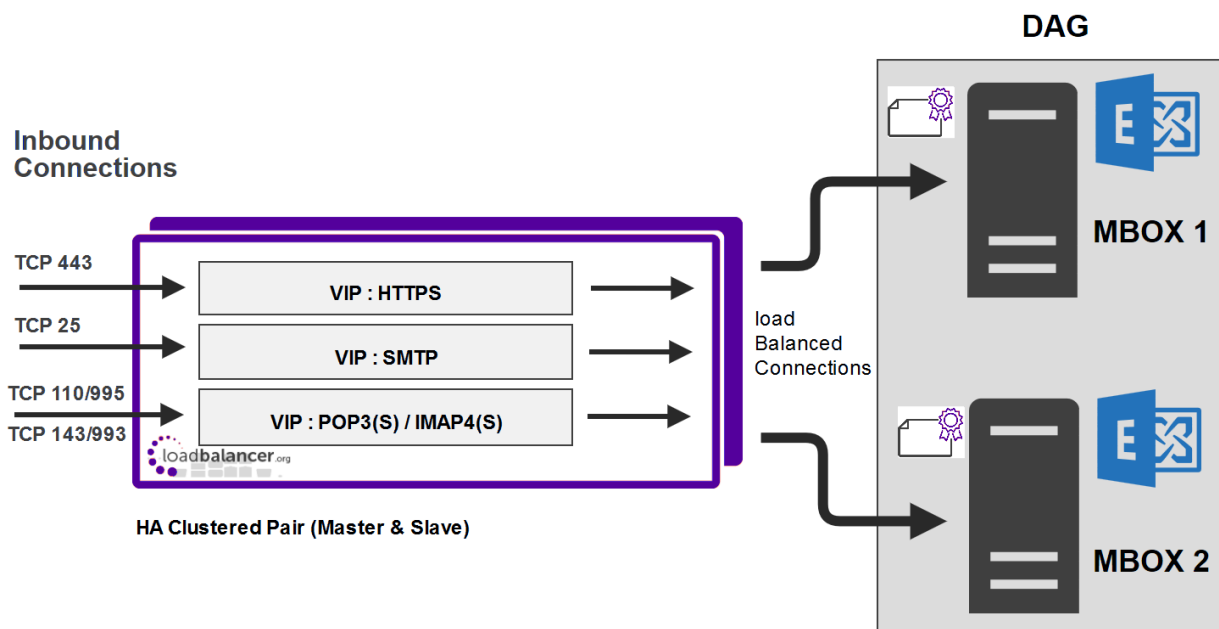 DAG
Inbound
Connections
TCP 443
VIP : HTTPS
TCP 25
VIP : SMTP
TCP 110/995
TCP 143/993
VIP : POP3(S) / IMAP4(S)
loadbalancer.org
HA Clustered Pair (Master & Slave)
load
Balanced
Connections
E
MBOX 1
E
MBOX 2